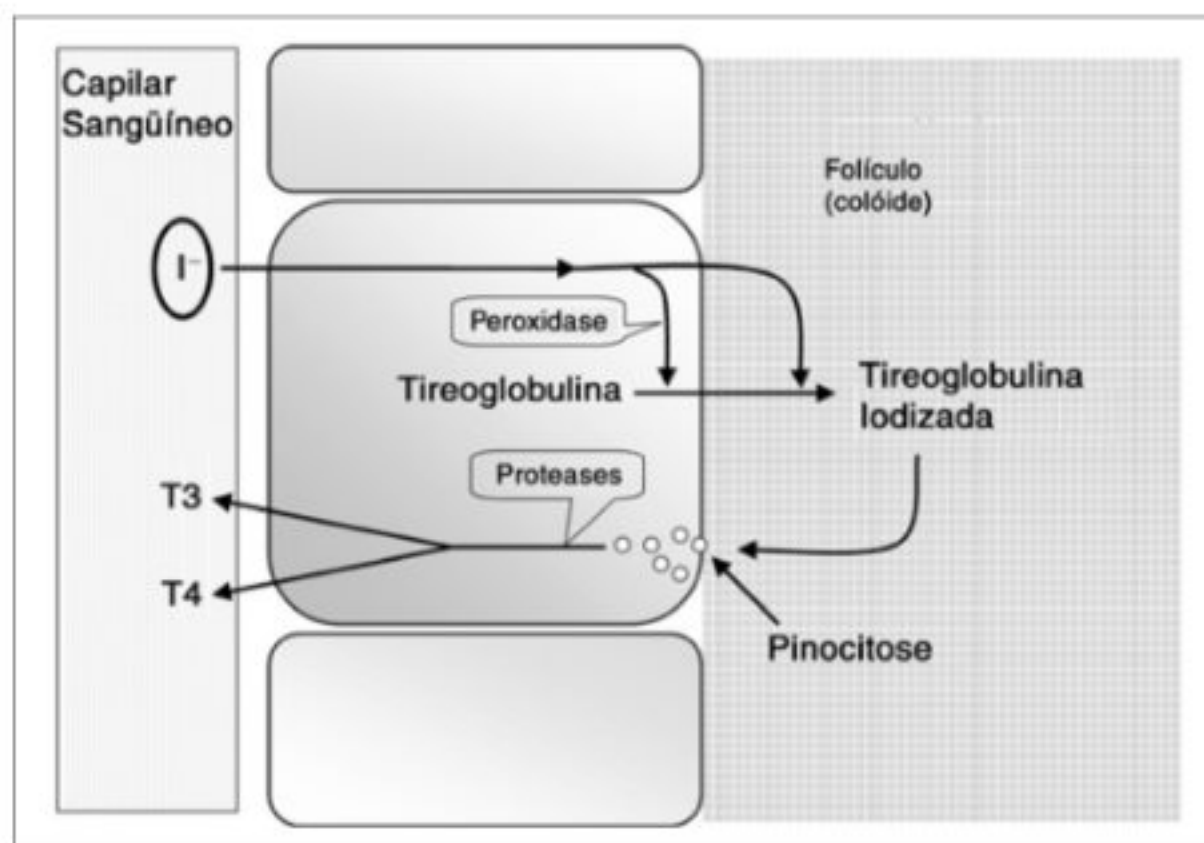 Capilar
Sangüíneo
Folículo
(colóide)
I⁻
Peroxidase
Tireoglobulina
Tireoglobulina
Iodizada
Proteases
T3
T4
Pinocitose